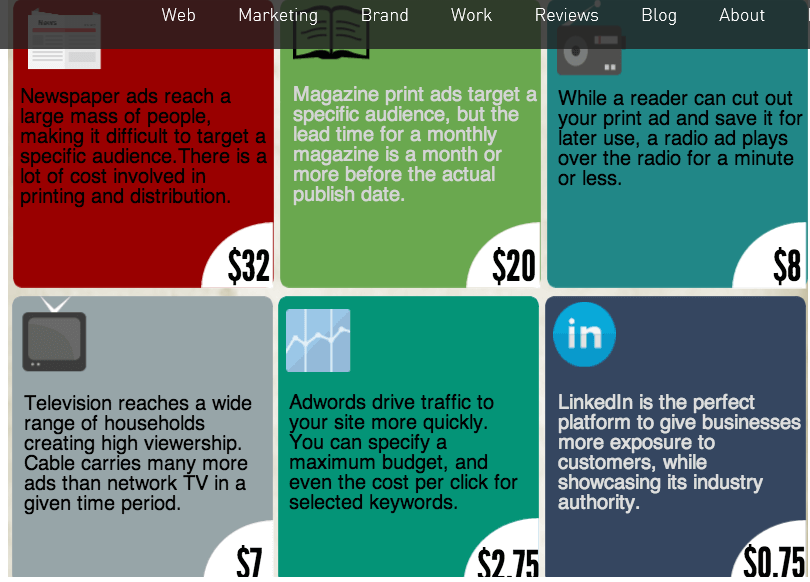 Web Marketing Brand Work Reviews Blog About
Newspaper ads reach a
large mass of people,
making it difficult to target a
specific audience.There is a
lot of cost involved in
printing and distribution.
$32
Magazine print ads target a
specific audience, but the
lead time for a monthly
magazine is a month or
more before the actual
publish date.
$20
While a reader can cut out
your print ad and save it for
later use, a radio ad plays
over the radio for a minute
or less.
$8
Television reaches a wide
range of households
creating high viewership.
Cable carries many more
ads than network TV in a
given time period.
$7
Adwords drive traffic to
your site more quickly.
You can specify a
maximum budget, and
even the cost per click for
selected keywords.
$2.75
in
LinkedIn is the perfect
platform to give businesses
more exposure to
customers, while
showcasing its industry
authority.
$0.75